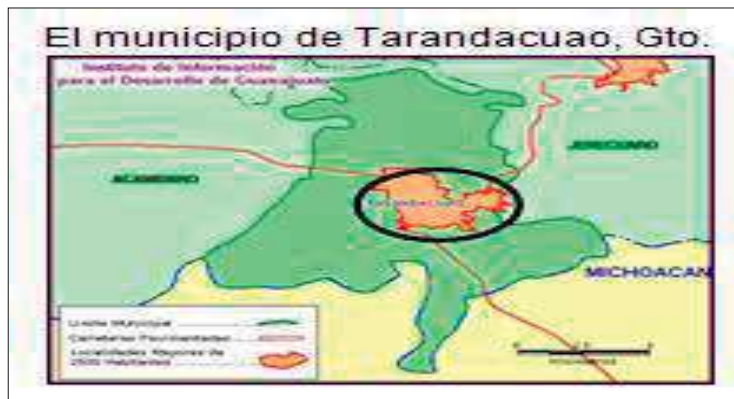 El municipio de Tarandacuao, Gto.
Instituto de Información
para el Desarrollo de Guanajuato
JERECUARO
ACAMBARO
Tarandacuao
MICHOACAN
Límite Municipal
Carreteras Pavimentadas
Localidades Mayores de
2500 Habitantes